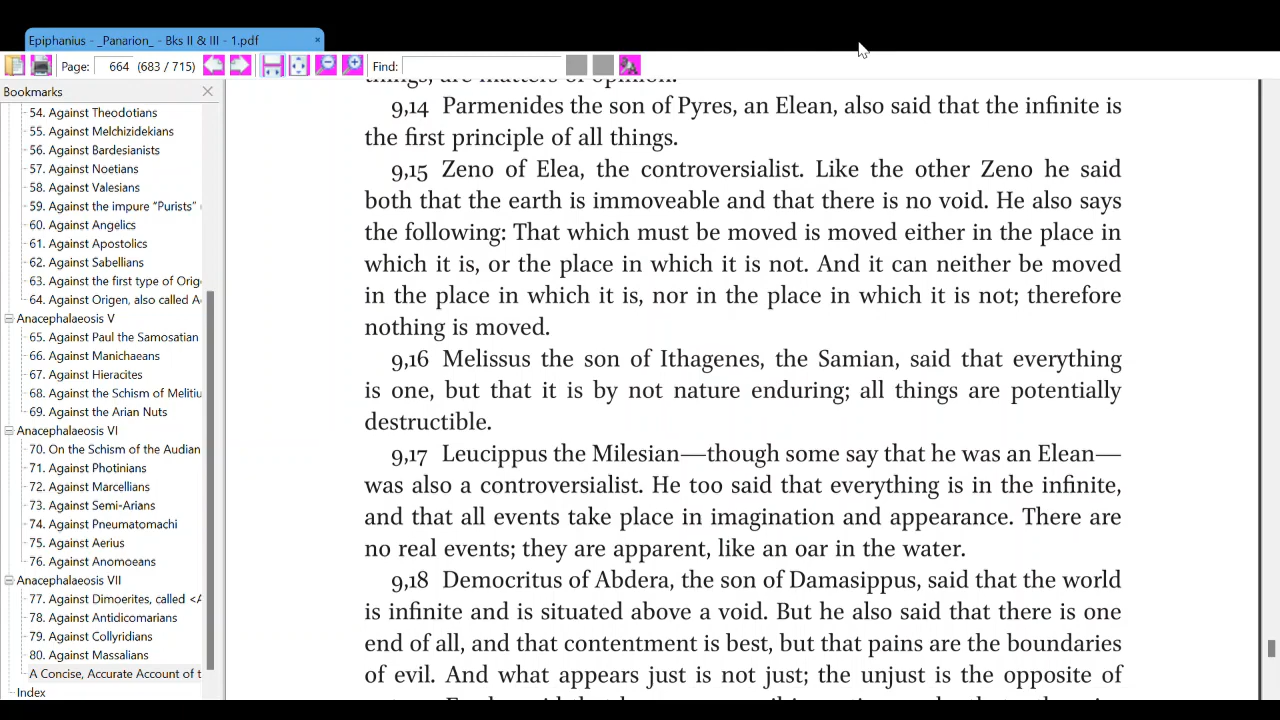 Epiphanius - _Panarion_ - Bks II & III - 1.pdf
×
Page: 664 (683 / 715)
Find:
Bookmarks
54. Against Theodotians
55. Against Melchizidekians
56. Against Bardesianists
57. Against Noetians
58. Against Valesians
59. Against the impure "Purists" (
60. Against Angelics
61. Against Apostolics
62. Against Sabellians
63. Against the first type of Orige
64. Against Origen, also called A
Anacephalaeosis V
65. Against Paul the Samosatian
66. Against Manichaeans
67. Against Hieracites
68. Against the Schism of Melitiu
69. Against the Arian Nuts
Anacephalaeosis VI
70. On the Schism of the Audian
71. Against Photinians
72. Against Marcellians
73. Against Semi-Arians
74. Against Pneumatomachi
75. Against Aerius
76. Against Anomoeans
Anacephalaeosis VII
77. Against Dimoerites, called <A
78. Against Antidicomarians
79. Against Collyridians
80. Against Massalians
A Concise, Accurate Account of t
Index
things, are matters of opinion.
9,14 Parmenides the son of Pyres, an Elean, also said that the infinite is
the first principle of all things.
9,15 Zeno of Elea, the controversialist. Like the other Zeno he said
both that the earth is immoveable and that there is no void. He also says
the following: That which must be moved is moved either in the place in
which it is, or the place in which it is not. And it can neither be moved
in the place in which it is, nor in the place in which it is not; therefore
nothing is moved.
9,16 Melissus the son of Ithagenes, the Samian, said that everything
is one, but that it is by not nature enduring; all things are potentially
destructible.
9,17 Leucippus the Milesian—though some say that he was an Elean—
was also a controversialist. He too said that everything is in the infinite,
and that all events take place in imagination and appearance. There are
no real events; they are apparent, like an oar in the water.
9,18 Democritus of Abdera, the son of Damasippus, said that the world
is infinite and is situated above a void. But he also said that there is one
end of all, and that contentment is best, but that pains are the boundaries
of evil. And what appears just is not just; the unjust is the opposite of